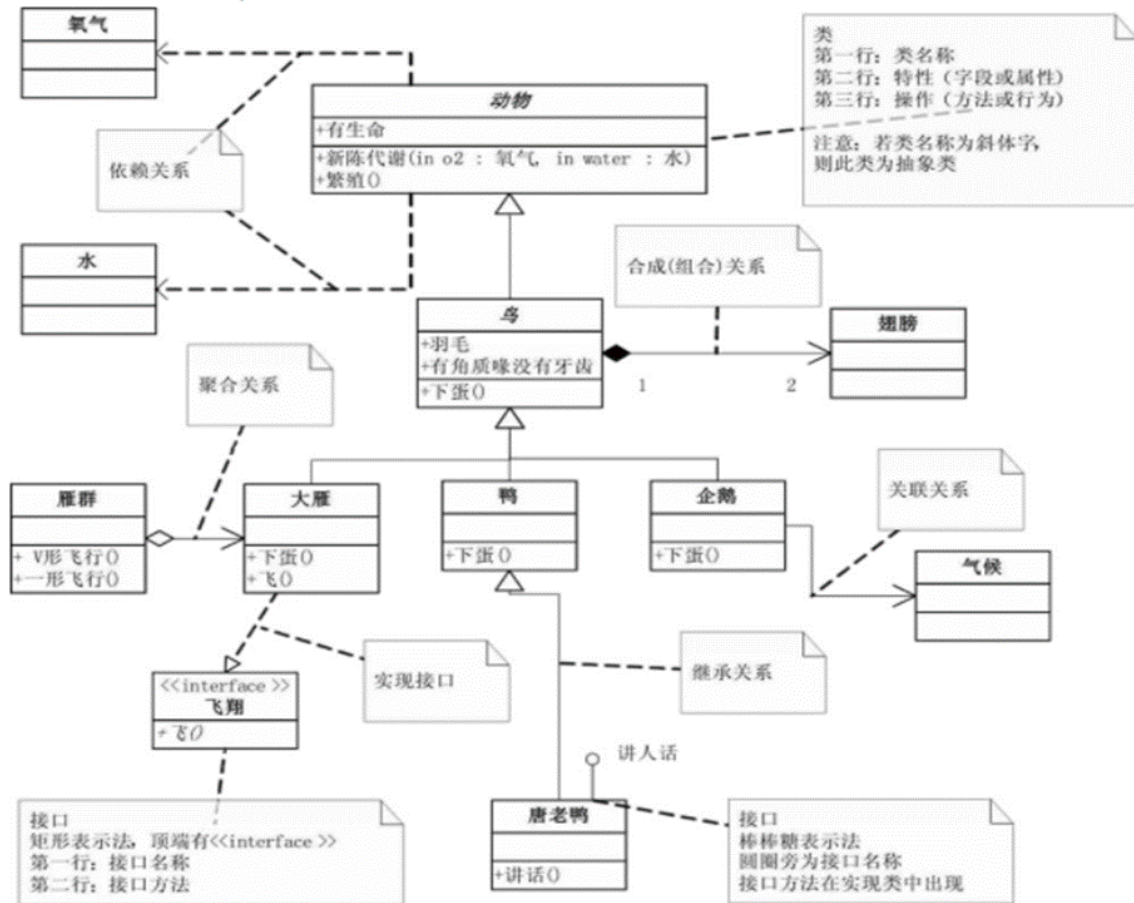 氧气
类
第一行：类名称
第二行：特性（字段或属性）
第三行：操作（方法或行为）
注意：若类名称为斜体字，
则此类为抽象类
动物
+有生命
+新陈代谢(in o2 : 氧气, in water : 水)
+繁殖()
依赖关系
水
合成(组合)关系
鸟
+羽毛
+有角质喙没有牙齿
+下蛋()
1
2
翅膀
聚合关系
雁群
+ V形飞行()
+一形飞行()
大雁
+下蛋()
+飞()
鸭
+下蛋()
企鹅
+下蛋()
关联关系
气候
实现接口
继承关系
<<interface >>
飞翔
+飞()
讲人话
唐老鸭
+讲话()
接口
矩形表示法，顶端有<<interface >>
第一行：接口名称
第二行：接口方法
接口
棒棒糖表示法
圆圈旁为接口名称
接口方法在实现类中出现